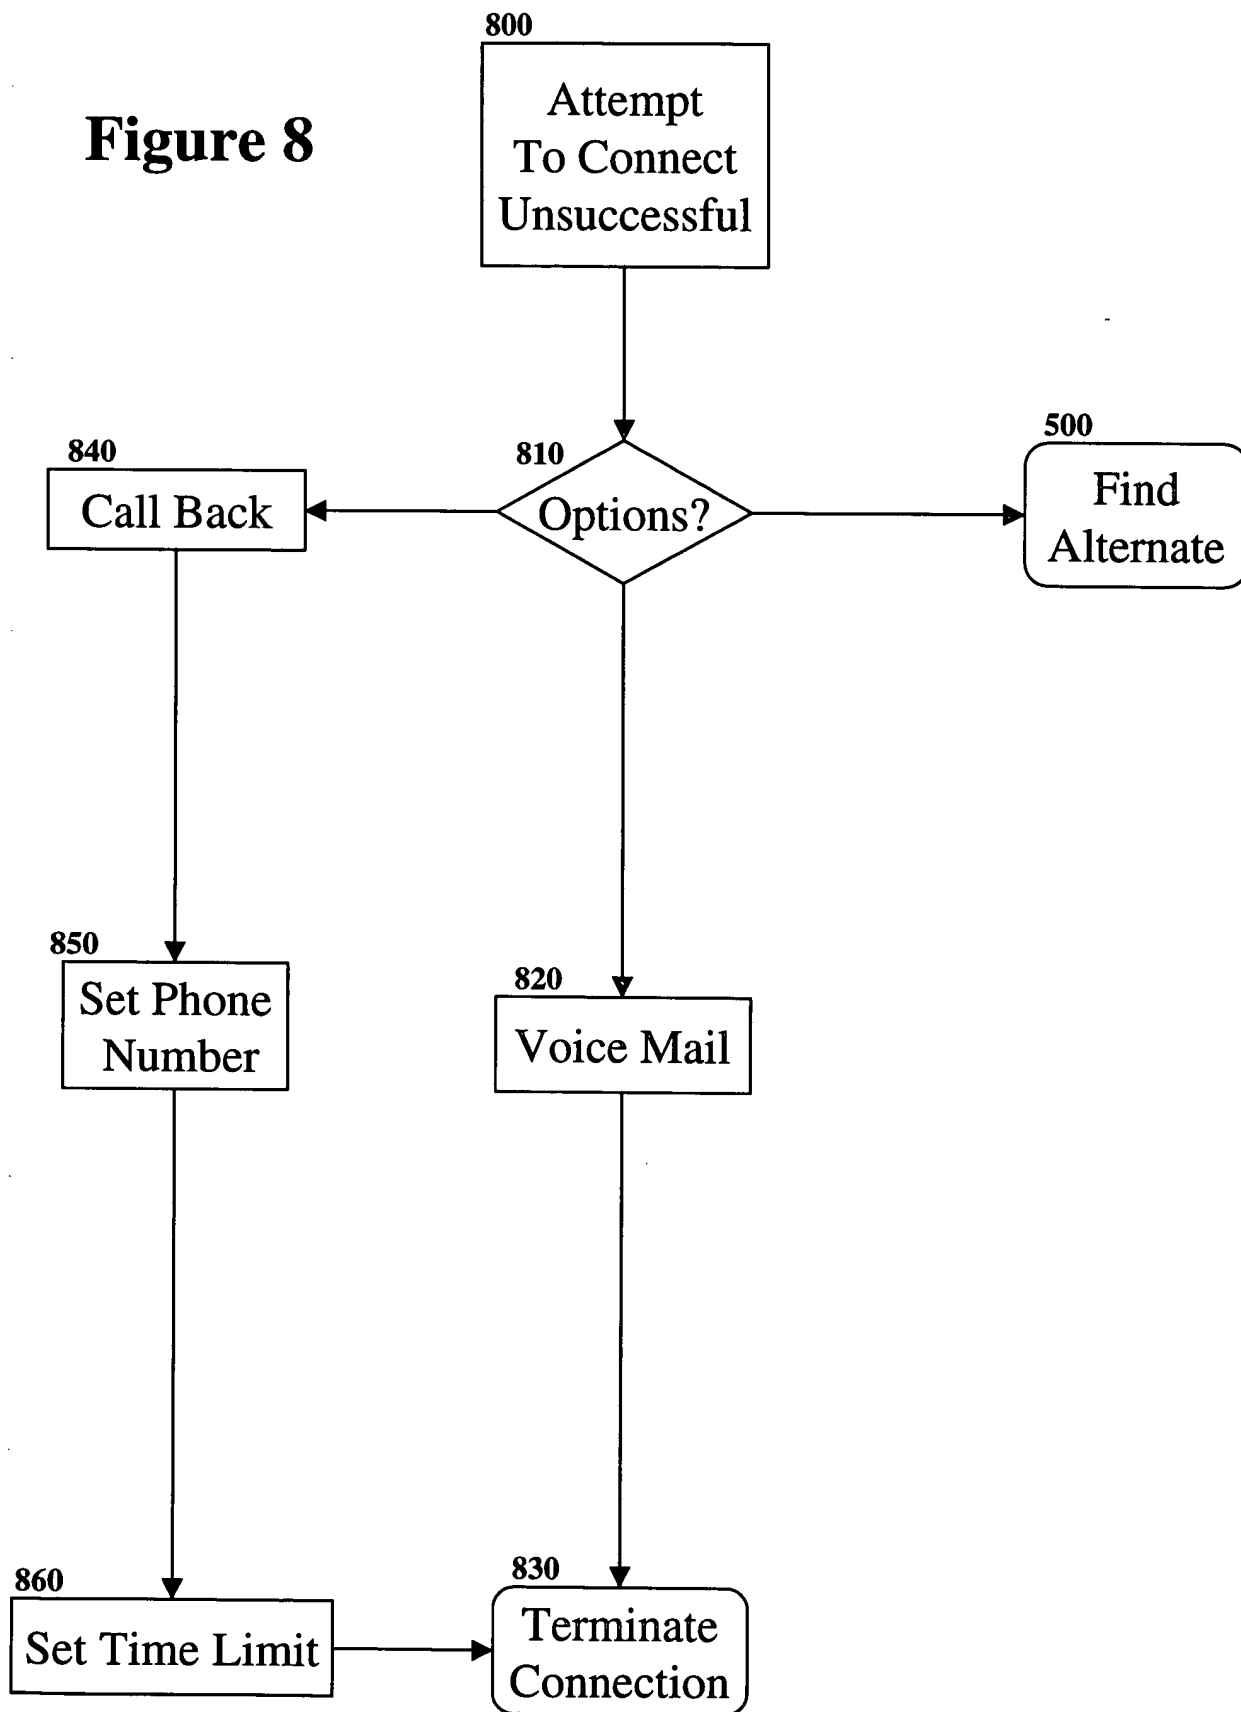 Figure 8
800
Attempt
To Connect
Unsuccessful
840
Call Back
810
Options?
500
Find
Alternate
850
Set Phone
Number
820
Voice Mail
860
Set Time Limit
830
Terminate
Connection